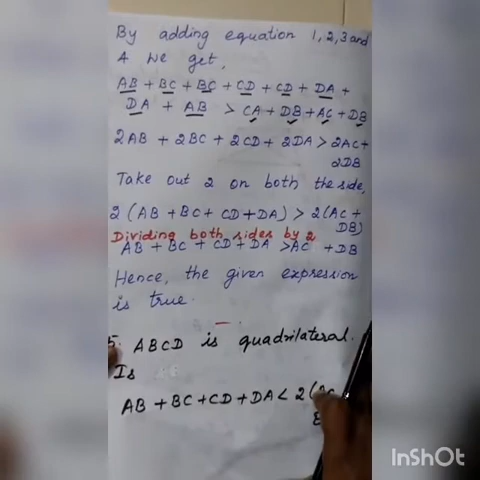 By adding equation 1, 2, 3 and
4 we get,
AB + BC + BC + CD + CD + DA +
DA + AB > CA + DB + AC + DB
2AB + 2BC + 2CD + 2DA > 2AC +
2DB
Take out 2 on both the side,
2 (AB + BC + CD + DA) > 2 (AC +
DB)
Dividing both sides by 2
AB + BC + CD + DA > AC + DB
Hence, the given expression
is true.
5. ABCD is quadrilateral.
Is
AB + BC + CD + DA < 2 (AC
InShOt